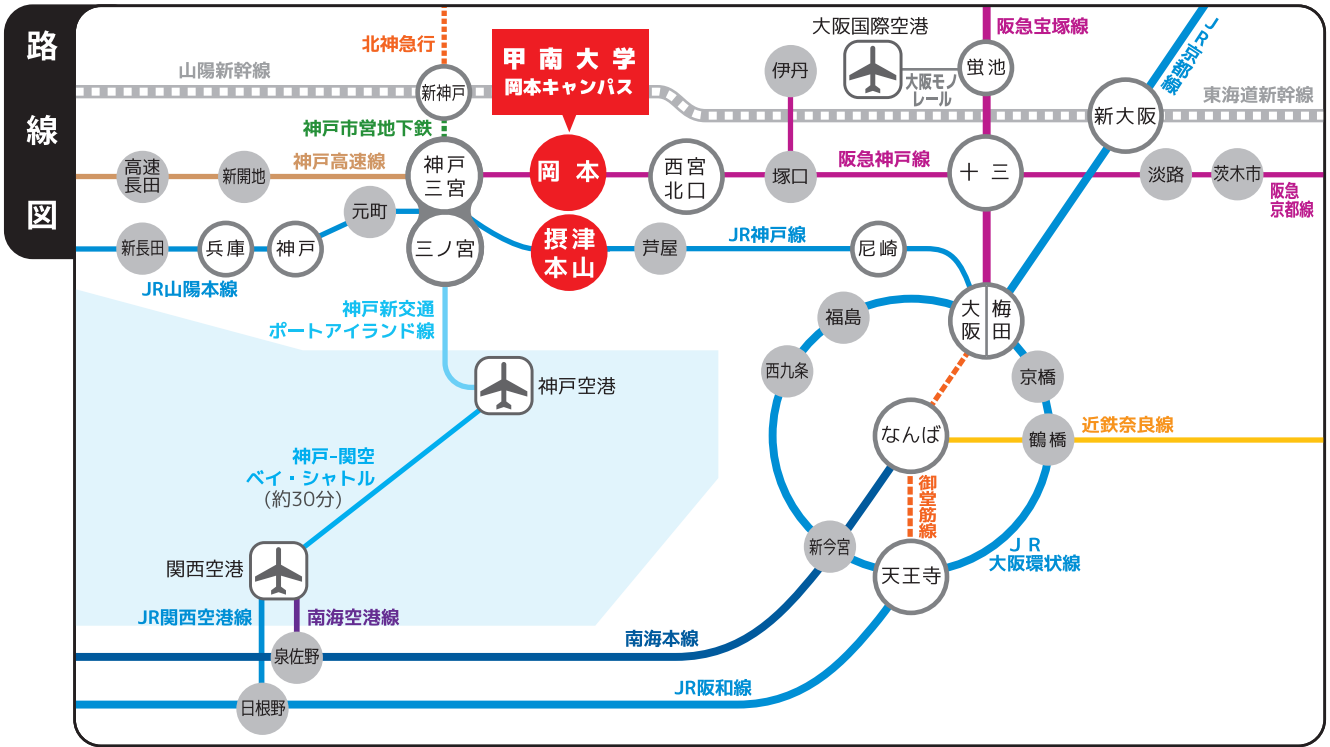 路線図
北神急行
山陽新幹線
新神戸
神戸市営地下鉄
甲南大学
岡本キャンパス
大阪国際空港
伊丹
大阪モノ
レール
蛍池
阪急宝塚線
JR京都線
新大阪
東海道新幹線
高速
長田
新開地
神戸高速線
神戸
三宮
岡本
西宮
北口
塚口
阪急神戸線
十三
淡路
茨木市
阪急
京都線
元町
新長田
兵庫
神戸
三ノ宮
摂津
本山
芦屋
JR神戸線
尼崎
JR山陽本線
神戸新交通
ポートアイランド線
福島
大阪
梅田
西九条
京橋
神戸空港
なんば
鶴橋
近鉄奈良線
神戸-関空
ベイ・シャトル
(約30分)
御堂筋線
新今宮
天王寺
JR
大阪環状線
関西空港
JR関西空港線
南海空港線
泉佐野
南海本線
日根野
JR阪和線